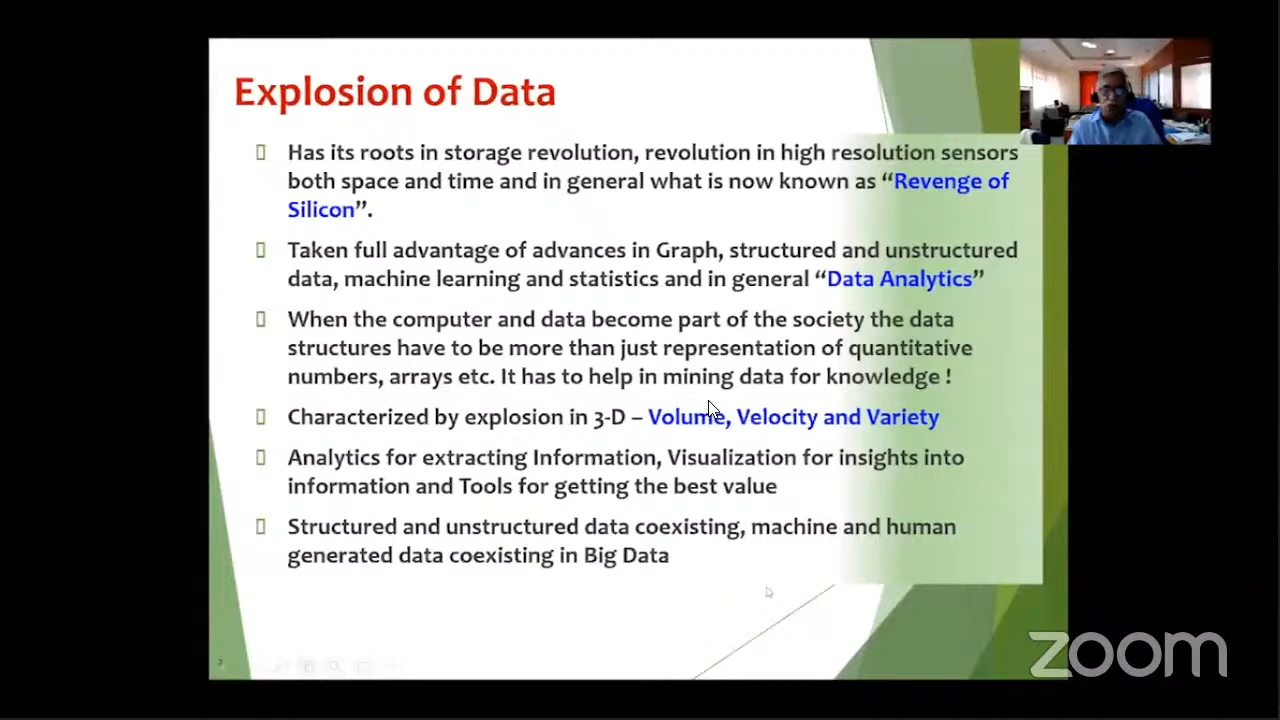 Explosion of Data
Has its roots in storage revolution, revolution in high resolution sensors
both space and time and in general what is now known as “Revenge of
Silicon”.
Taken full advantage of advances in Graph, structured and unstructured
data, machine learning and statistics and in general “Data Analytics”
When the computer and data become part of the society the data
structures have to be more than just representation of quantitative
numbers, arrays etc. It has to help in mining data for knowledge !
Characterized by explosion in 3-D – Volume, Velocity and Variety
Analytics for extracting Information, Visualization for insights into
information and Tools for getting the best value
Structured and unstructured data coexisting, machine and human
generated data coexisting in Big Data
zoom